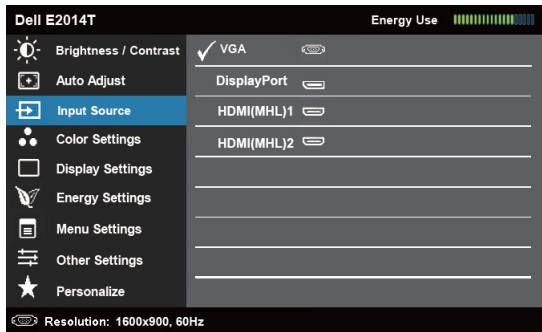 Dell E2014T Energy Use
Brightness / Contrast
VGA
Auto Adjust
DisplayPort
Input Source
HDMI(MHL)1
Color Settings
HDMI(MHL)2
Display Settings
Energy Settings
Menu Settings
Other Settings
Personalize
Resolution: 1600x900, 60Hz